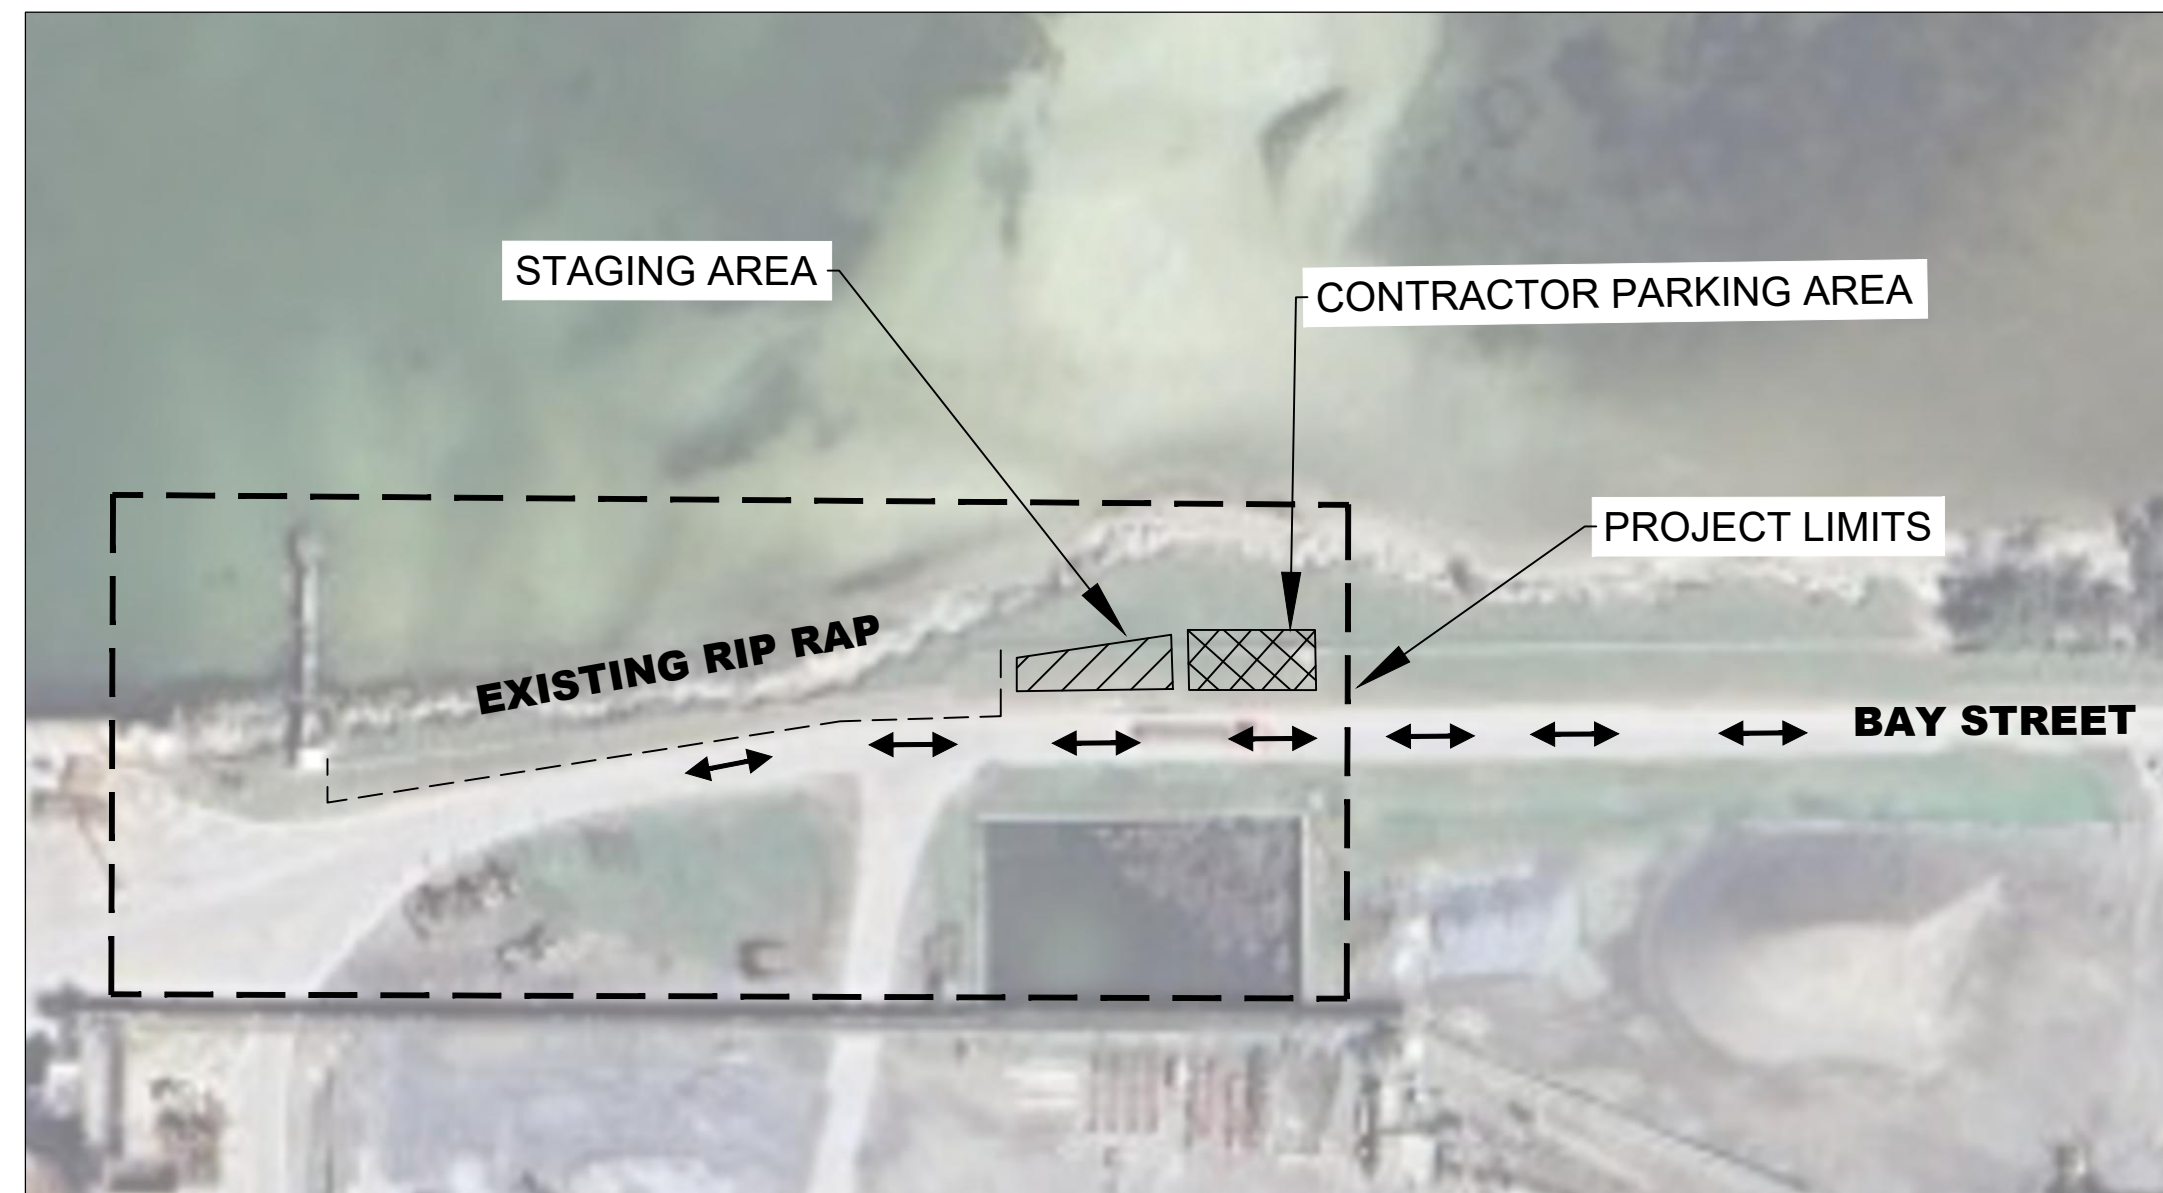 STAGING AREA
CONTRACTOR PARKING AREA
PROJECT LIMITS
EXISTING RIP RAP
BAY STREET